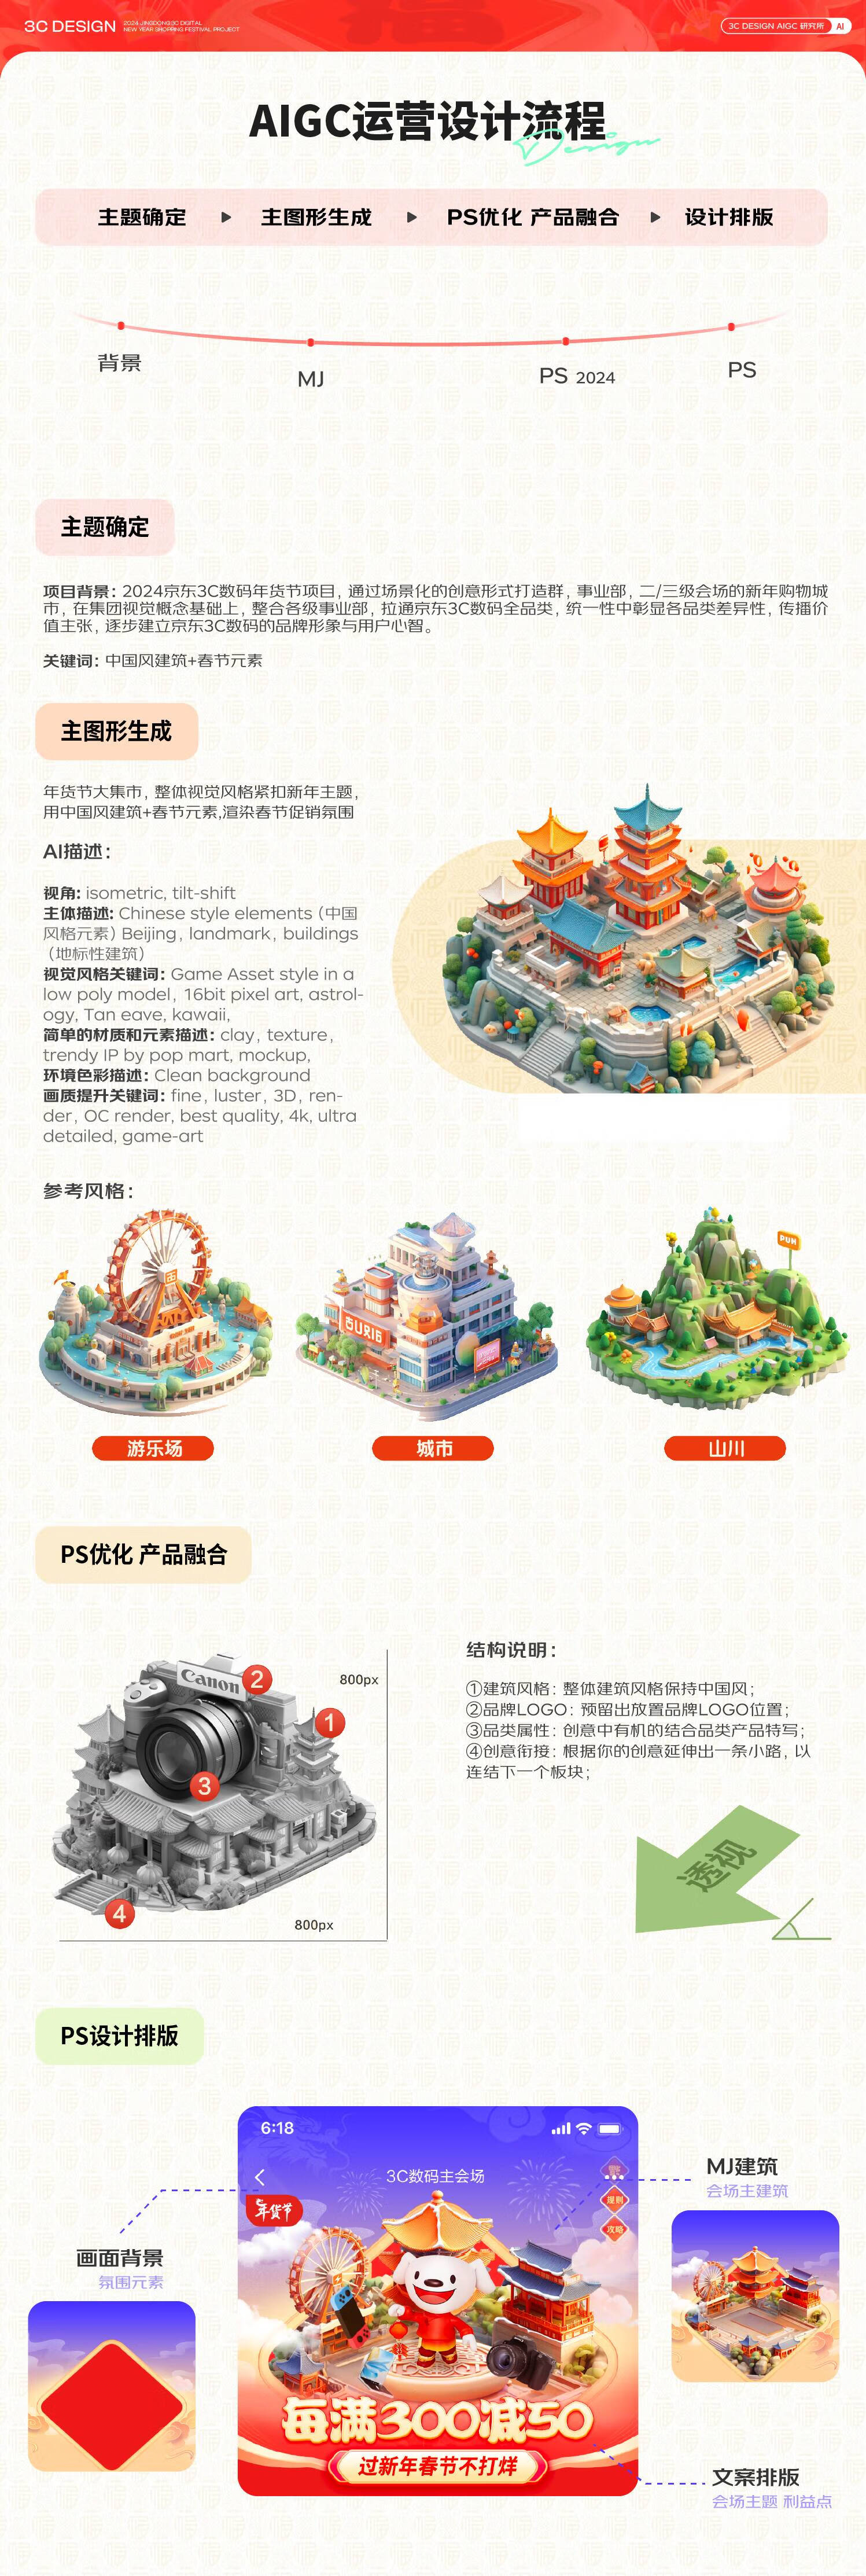 3C DESIGN
2024 JINGDONG3C DIGITAL
NEW YEAR SHOPPING FESTIVAL PROJECT
3C DESIGN AIGC 研究所
AI
AIGC运营设计流程
Design
主题确定
主图形生成
PS优化 产品融合
设计排版
背景
MJ
PS 2024
PS
主题确定
项目背景：2024京东3C数码年货节项目，通过场景化的创意形式打造群，事业部，二/三级会场的新年购物城
市，在集团视觉概念基础上，整合各级事业部，拉通京东3C数码全品类，统一性中彰显各品类差异性，传播价
值主张，逐步建立京东3C数码的品牌形象与用户心智。
关键词：中国风建筑+春节元素
主图形生成
年货节大集市，整体视觉风格紧扣新年主题，
用中国风建筑+春节元素,渲染春节促销氛围
AI描述：
视角: isometric, tilt-shift
主体描述: Chinese style elements（中国
风格元素）Beijing，landmark，buildings
（地标性建筑）
视觉风格关键词：Game Asset style in a
low poly model，16bit pixel art, astrol-
ogy, Tan eave, kawaii,
简单的材质和元素描述：clay，texture，
trendy IP by pop mart, mockup,
环境色彩描述：Clean background
画质提升关键词：fine, luster, 3D, ren-
der, OC render, best quality, 4k, ultra
detailed, game-art
参考风格：
PUH
游乐场
城市
山川
PS优化 产品融合
Canon
2
1
3
4
800px
800px
结构说明：
①建筑风格：整体建筑风格保持中国风；
②品牌LOGO：预留出放置品牌LOGO位置；
③品类属性：创意中有机的结合品类产品特写；
④创意衔接：根据你的创意延伸出一条小路，以
连结下一个板块；
透视
PS设计排版
6:18
3C数码主会场
年货节
规则
攻略
每满300减50
过新年春节不打烊
MJ建筑
会场主建筑
画面背景
氛围元素
文案排版
会场主题 利益点